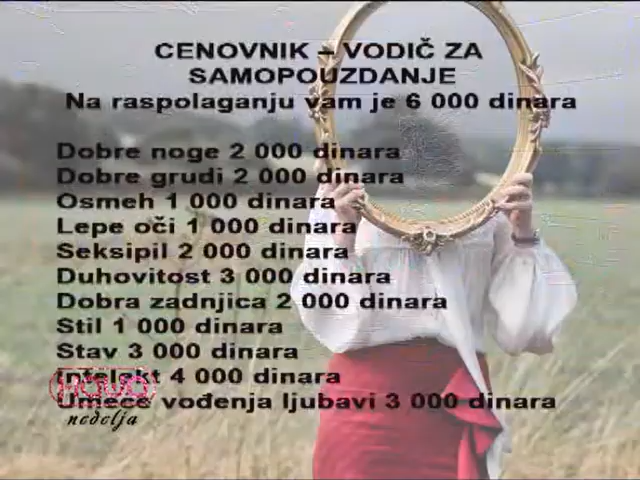 CENOVNIK – VODIČ ZA
SAMOPOUZDANJE
Na raspolaganju vam je 6 000 dinara
Dobre noge 2 000 dinara
Dobre grudi 2 000 dinara
Osmeh 1 000 dinara
Lepe oči 1 000 dinara
Seksipil 2 000 dinara
Duhovitost 3 000 dinara
Dobra zadnjica 2 000 dinara
Stil 1 000 dinara
Stav 3 000 dinara
Intelekt 4 000 dinara
Umeće vođenja ljubavi 3 000 dinara
nedelja